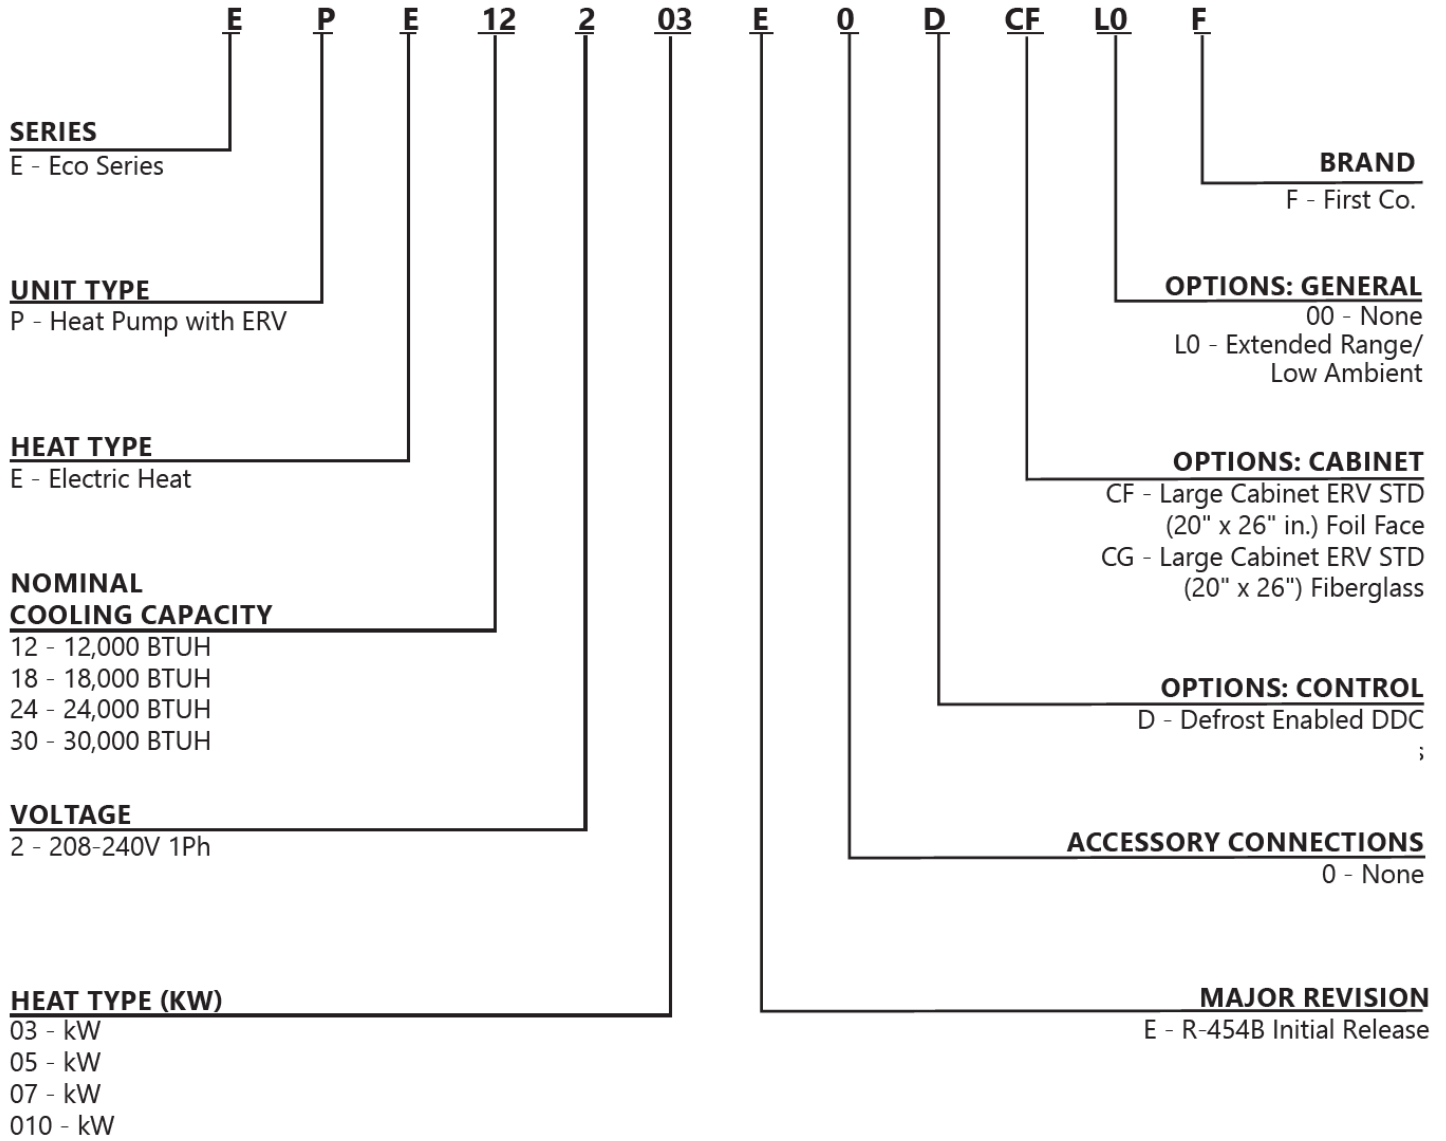 E P E 12 2 03 E 0 D CF L0 F
SERIES
E - Eco Series
UNIT TYPE
P - Heat Pump with ERV
HEAT TYPE
E - Electric Heat
NOMINAL
COOLING CAPACITY
12 - 12,000 BTUH
18 - 18,000 BTUH
24 - 24,000 BTUH
30 - 30,000 BTUH
VOLTAGE
2 - 208-240V 1Ph
HEAT TYPE (KW)
03 - kW
05 - kW
07 - kW
010 - kW
BRAND
F - First Co.
OPTIONS: GENERAL
00 - None
L0 - Extended Range/
Low Ambient
OPTIONS: CABINET
CF - Large Cabinet ERV STD
(20" x 26" in.) Foil Face
CG - Large Cabinet ERV STD
(20" x 26") Fiberglass
OPTIONS: CONTROL
D - Defrost Enabled DDC
ACCESSORY CONNECTIONS
0 - None
MAJOR REVISION
E - R-454B Initial Release